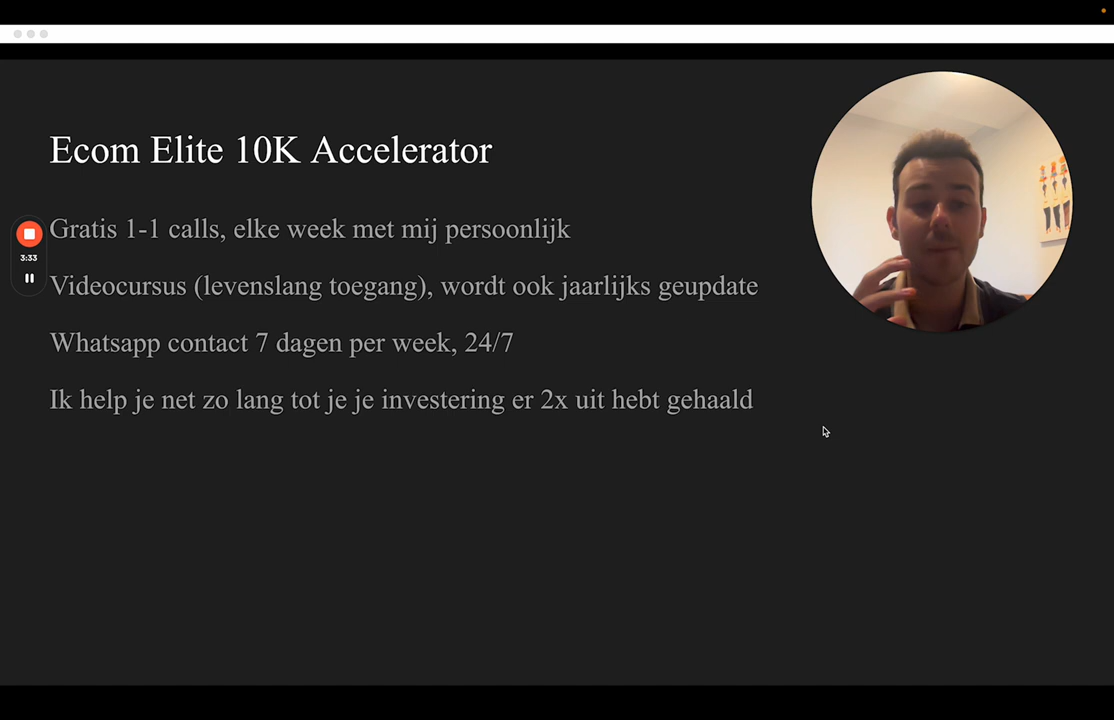 Ecom Elite 10K Accelerator
Gratis 1-1 calls, elke week met mij persoonlijk
3:33
Videocursus (levenslang toegang), wordt ook jaarlijks geupdate
Whatsapp contact 7 dagen per week, 24/7
Ik help je net zo lang tot je je investering er 2x uit hebt gehaald